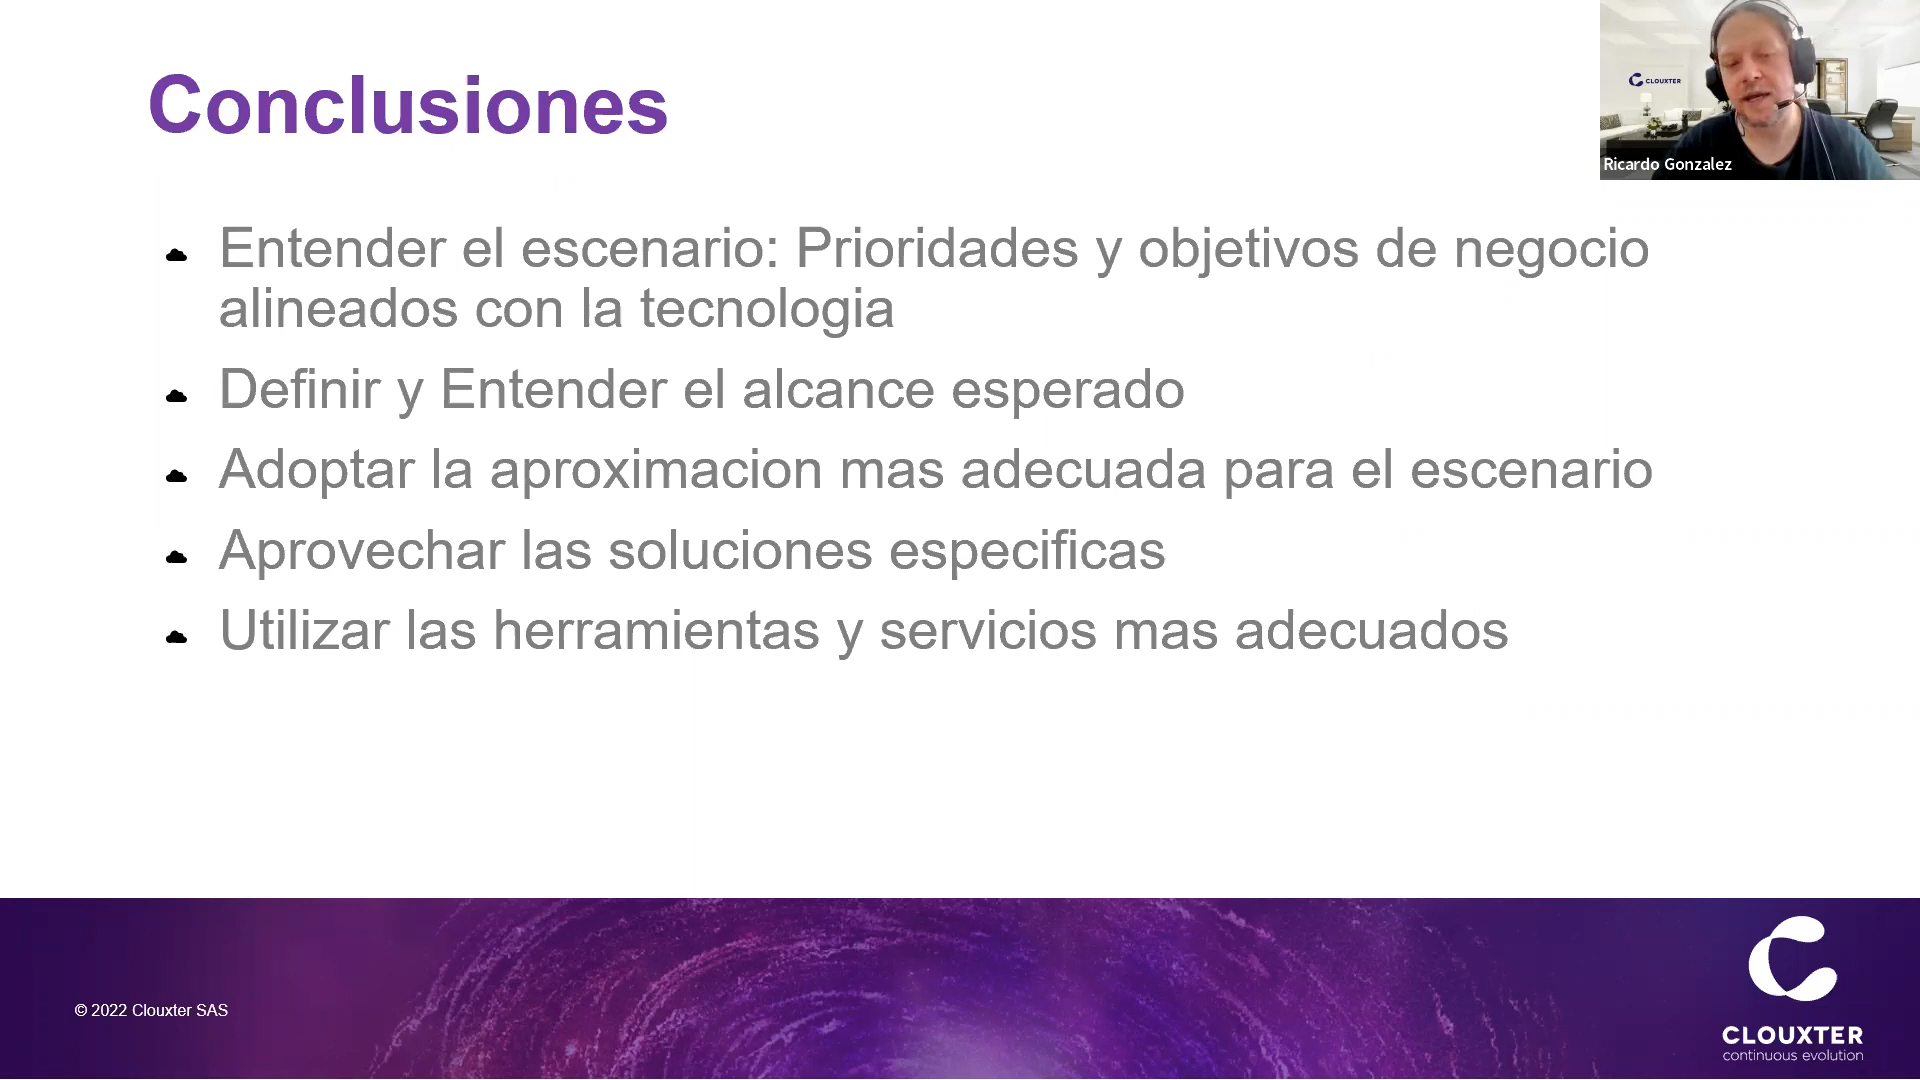 Conclusiones
CLOUXTER
Ricardo Gonzalez
Entender el escenario: Prioridades y objetivos de negocio
alineados con la tecnologia
Definir y Entender el alcance esperado
Adoptar la aproximacion mas adecuada para el escenario
Aprovechar las soluciones especificas
Utilizar las herramientas y servicios mas adecuados
© 2022 Clouxter SAS
CLOUXTER
continuous evolution